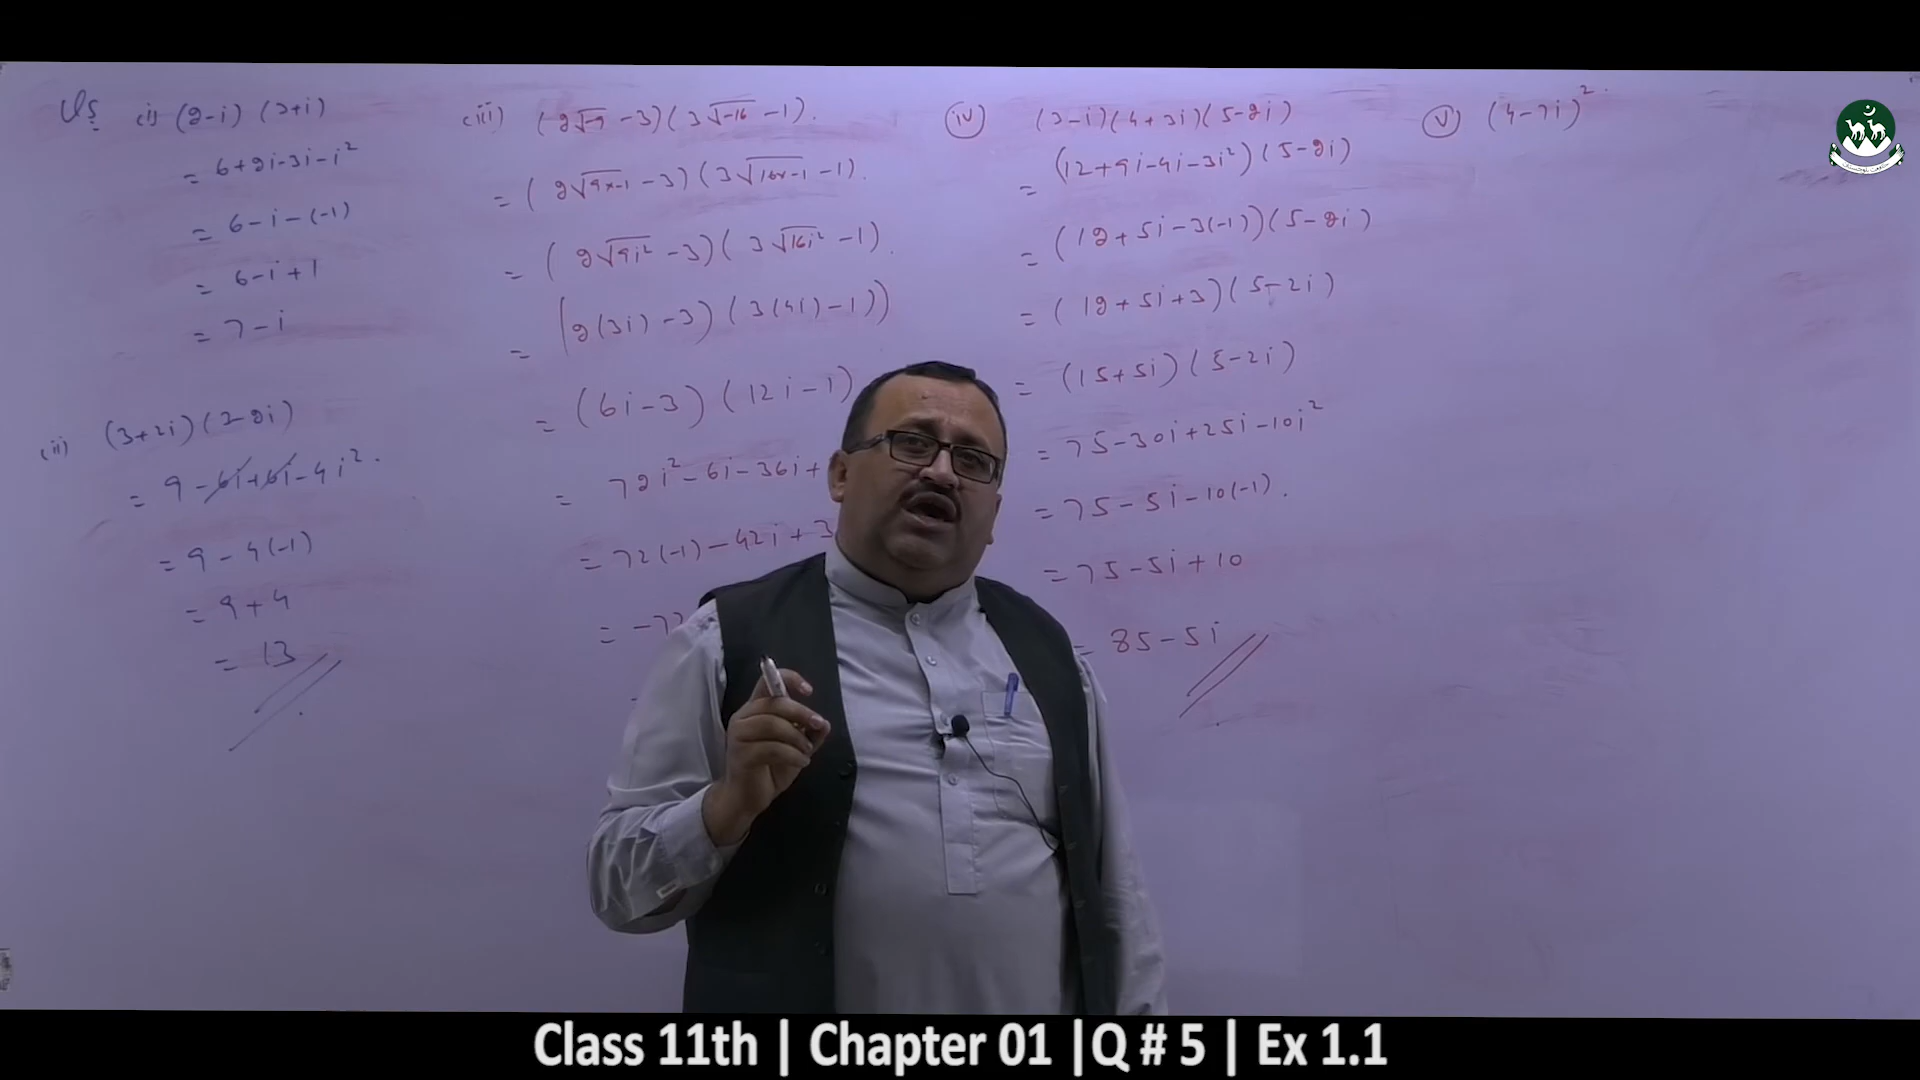 Q5
(i) (2-i) (3+i)
= 6+2i-3i-i²
= 6-i-(-1)
= 6-i+1
= 7-i
(ii) (3+2i)(3-2i)
= 9-6i+6i-4i².
= 9-4(-1)
= 9+4
= 13
(iii) (2√-9 -3)(3√-16 -1).
= (2√9x-1 -3)(3√16x-1 -1).
= (2√9i² -3)(3√16i² -1).
= (2(3i)-3)(3(4i)-1))
= (6i-3)(12i-1)
= 72i²-6i-36i+
= 72(-1)-42i+3
= -72
=
(iv) (3-i)(4+3i)(5-2i)
= (12+9i-4i-3i²)(5-2i)
= (12+5i-3(-1))(5-2i)
= (12+5i+3)(5-2i)
= (15+5i)(5-2i)
= 75-30i+25i-10i²
= 75-5i-10(-1).
= 75-5i+10
= 85-5i
(v) (4-7i)².
Class 11th | Chapter 01 |Q # 5 | Ex 1.1